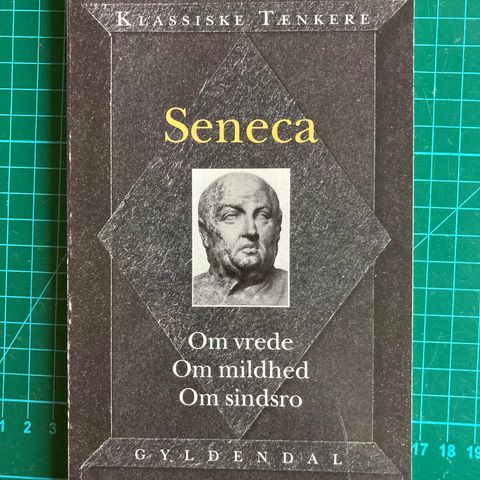 KLASSISKE TÆNKERE
Seneca
Om vrede
Om mildhed
Om sindsro
GYLDENDAL
1 2 3
17 18 19